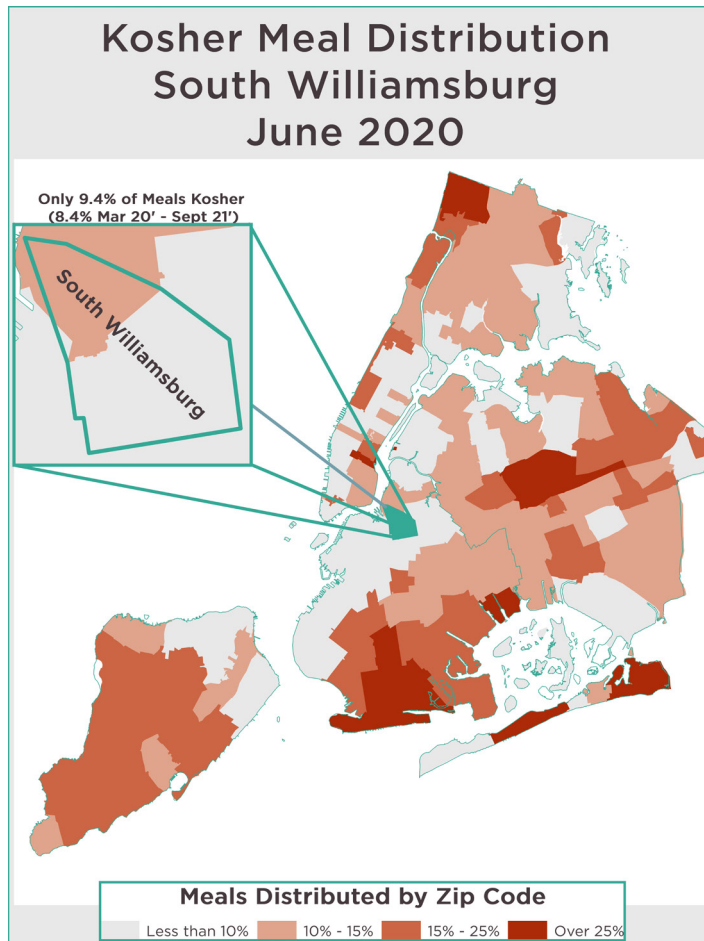 Kosher Meal Distribution
South Williamsburg
June 2020
Only 9.4% of Meals Kosher
(8.4% Mar 20' - Sept 21')
South Williamsburg
Meals Distributed by Zip Code
Less than 10%
10% - 15%
15% - 25%
Over 25%